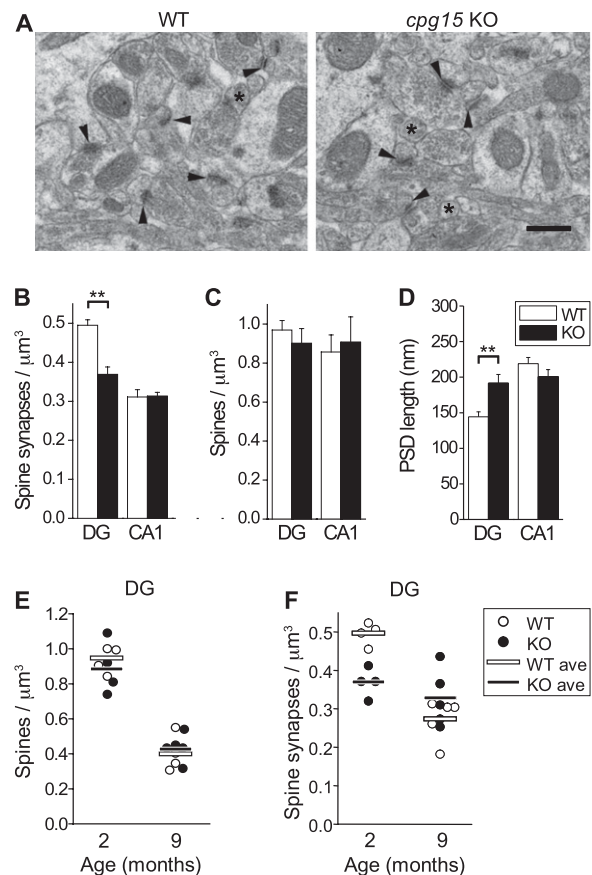 A
WT
cpg15 KO
*
*
*
B
**
Spine synapses / μm³
0.5
0.4
0.3
0.2
0.1
0.0
DG
CA1
C
Spines / μm³
1.0
0.8
0.6
0.4
0.2
0.0
DG
CA1
D
WT
KO
**
PSD length (nm)
300
250
200
150
100
50
0
DG
CA1
E
DG
Spines / μm³
1.2
1.0
0.8
0.6
0.4
0.2
0.0
2
9
Age (months)
F
DG
Spine synapses / μm³
0.5
0.4
0.3
0.2
0.1
0.0
2
9
Age (months)
WT
KO
WT ave
KO ave